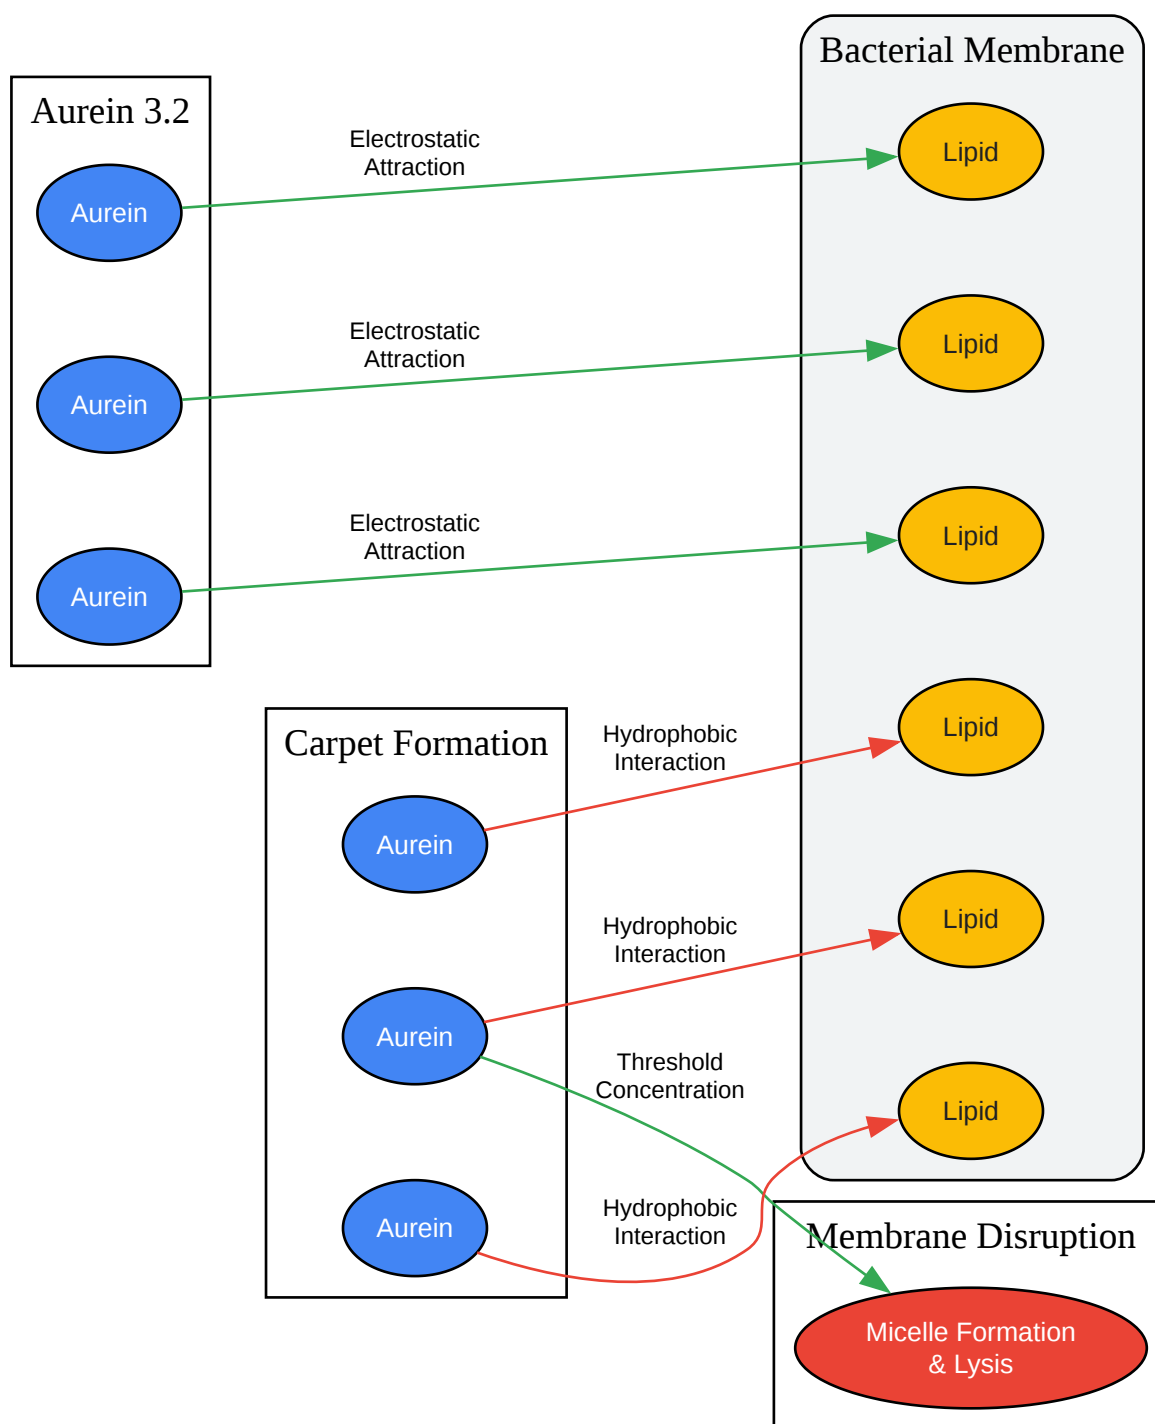 Bacterial Membrane
Aurein 3.2
Electrostatic
Attraction
Lipid
Aurein
Electrostatic
Attraction
Lipid
Aurein
Electrostatic
Attraction
Lipid
Aurein
Carpet Formation
Hydrophobic
Interaction
Lipid
Aurein
Hydrophobic
Interaction
Lipid
Aurein
Threshold
Concentration
Lipid
Aurein
Hydrophobic
Interaction
Membrane Disruption
Micelle Formation
& Lysis